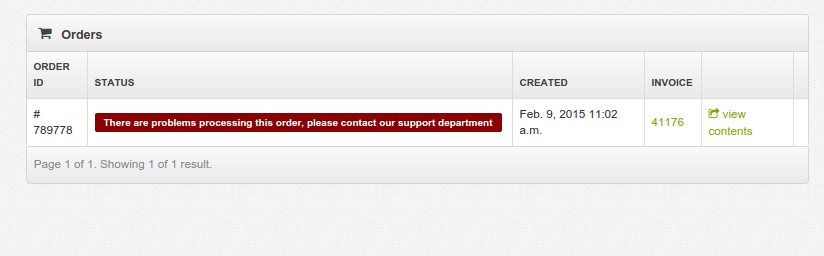 Orders
ORDER
ID
STATUS
CREATED
INVOICE
#
789778
There are problems processing this order, please contact our support department
Feb. 9, 2015 11:02
a.m.
41176
view
contents
Page 1 of 1. Showing 1 of 1 result.